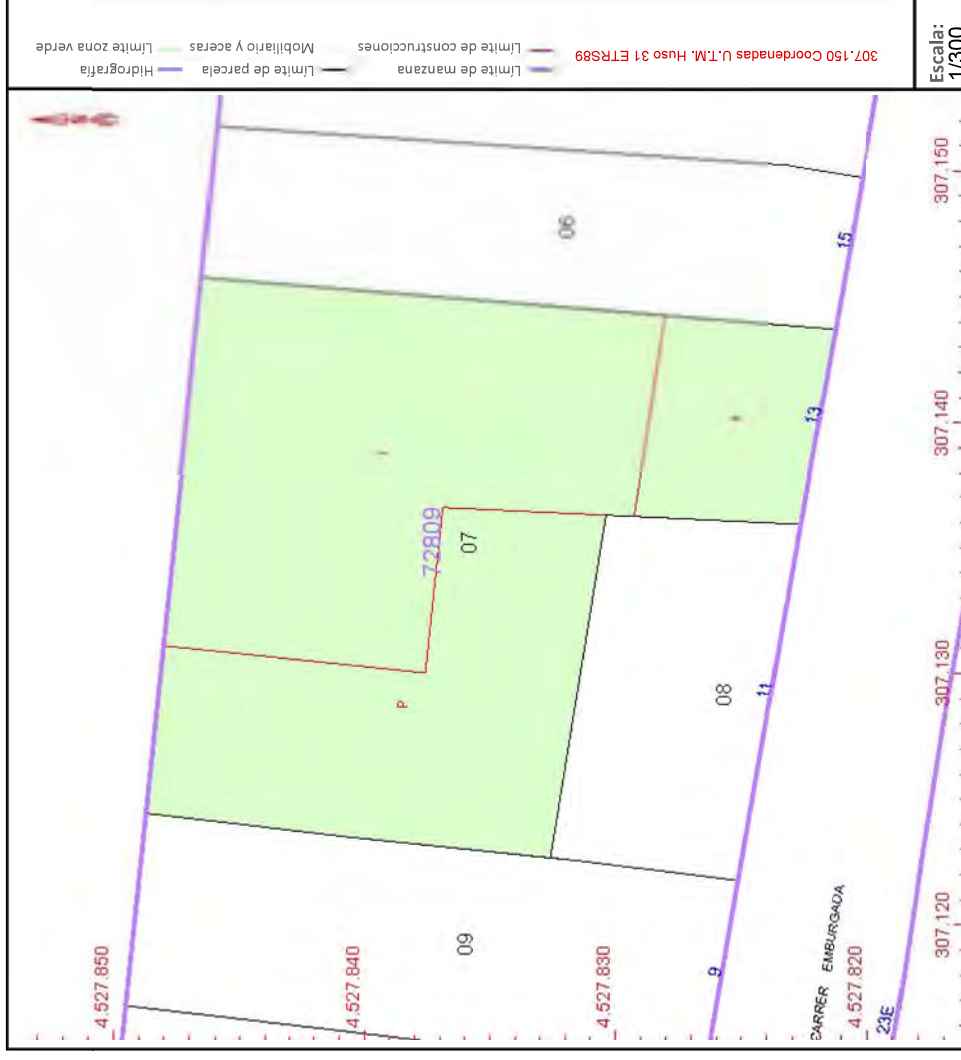 Límite de manzana
Límite de parcela
Hidrografía
Límite de construcciones
Mobiliario y aceras
Límite zona verde
307.150 Coordenadas U.T.M. Huso 31 ETRS89
Escala:
1/300
4.527.850
4.527.840
4.527.830
4.527.820
307.150
307.140
307.130
307.120
72809
06
07
08
09
I
P
15
13
11
9
23E
CARRER EMBURGADA